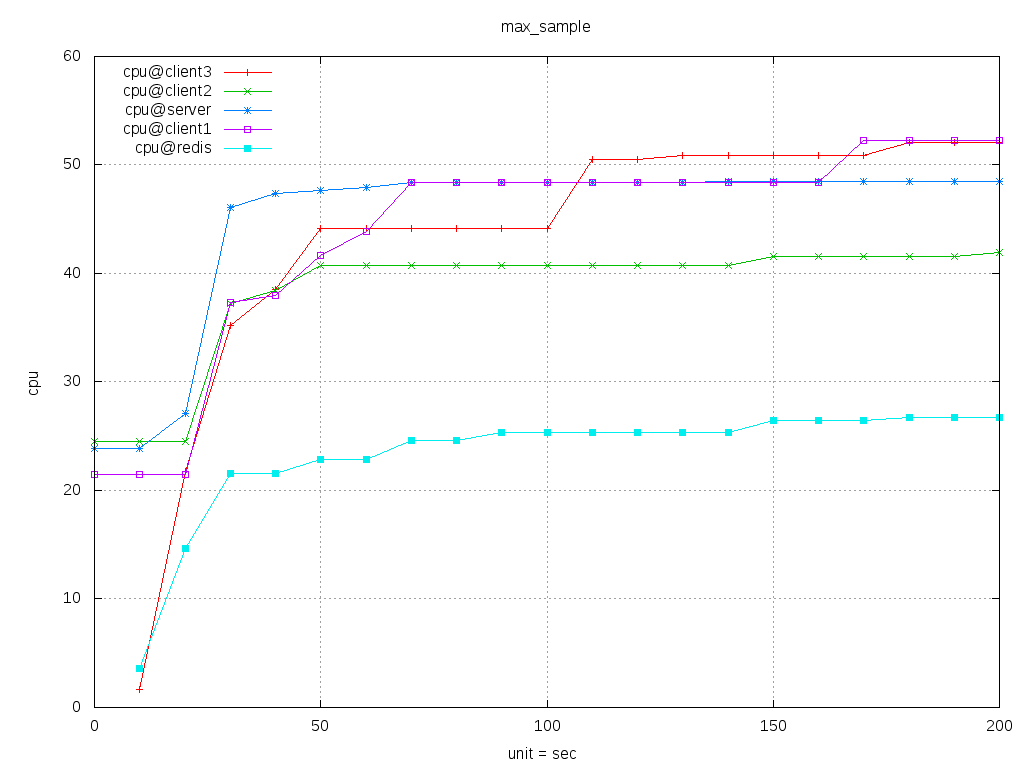 max_sample
60
50
40
30
20
10
0
cpu
cpu@client3
cpu@client2
cpu@server
cpu@client1
cpu@redis
0 50 100 150 200
unit = sec